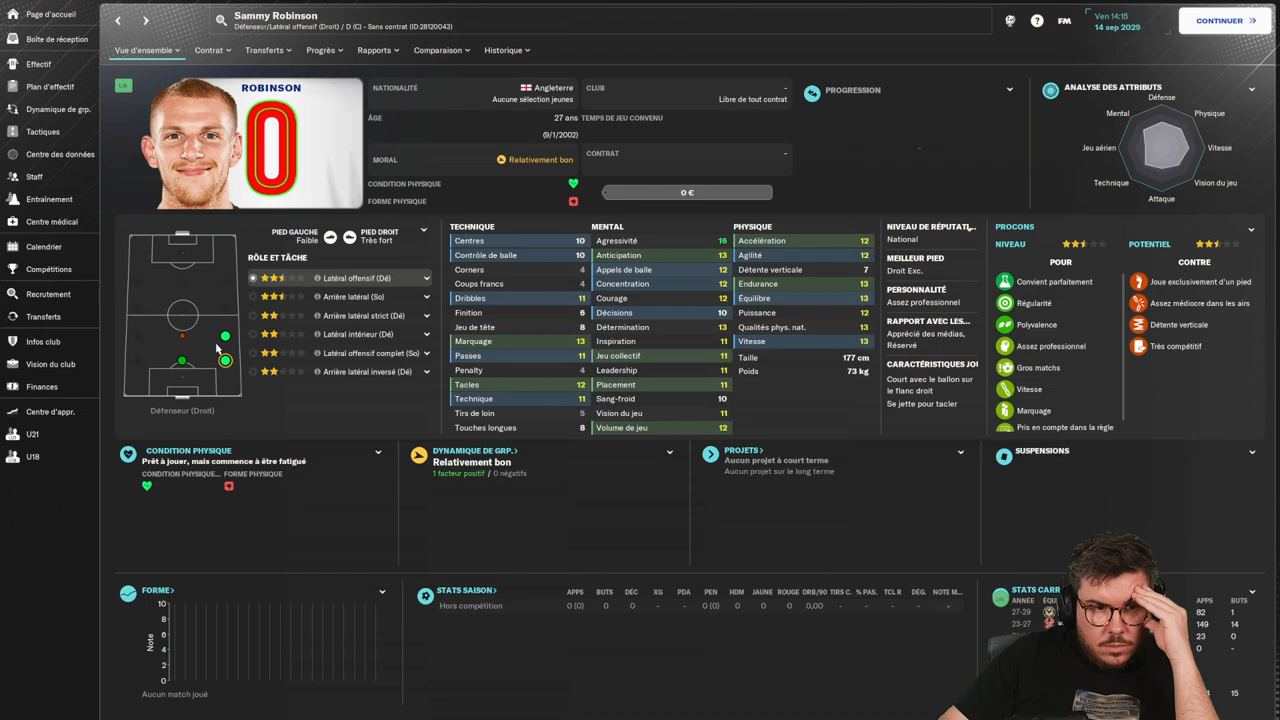 Page d'accueil
Boîte de réception
Effectif
Plan d'effectif
Dynamique de grp.
Tactiques
Centre des données
Staff
Entraînement
Centre médical
Calendrier
Compétitions
Recrutement
Transferts
Infos club
Vision du club
Finances
Centre d'appr.
U21
U18
Sammy Robinson
Défenseur/Latéral offensif (Droit) / D (C) - Sans contrat (ID:28120043)
FM
Ven 14:15
14 sep 2029
CONTINUER
Vue d'ensemble
Contrat
Transferts
Progrès
Rapports
Comparaison
Historique
Lib
ROBINSON
0
NATIONALITÉ
Angleterre
Aucune sélection jeunes
ÂGE
27 ans
(9/1/2002)
MORAL
Relativement bon
CONDITION PHYSIQUE
FORME PHYSIQUE
CLUB
-
Libre de tout contrat
TEMPS DE JEU CONVENU
CONTRAT
-
0 €
PROGRESSION
-
ANALYSE DES ATTRIBUTS
Défense
Mental
Physique
Jeu aérien
Vitesse
Technique
Vision du jeu
Attaque
PIED GAUCHE
Faible
PIED DROIT
Très fort
RÔLE ET TÂCHE
Latéral offensif (Dé)
Arrière latéral (So)
Arrière latéral strict (Dé)
Latéral intérieur (Dé)
Latéral offensif complet (So)
Arrière latéral inversé (Dé)
Défenseur (Droit)
TECHNIQUE
Centres 10
Contrôle de balle 10
Corners 4
Coups francs 4
Dribbles 11
Finition 6
Jeu de tête 8
Marquage 13
Passes 11
Penalty 4
Tacles 12
Technique 11
Tirs de loin 5
Touches longues 8
MENTAL
Agressivité 16
Anticipation 13
Appels de balle 12
Concentration 12
Courage 12
Décisions 10
Détermination 13
Inspiration 11
Jeu collectif 11
Leadership 11
Placement 11
Sang-froid 10
Vision du jeu 11
Volume de jeu 12
PHYSIQUE
Accélération 12
Agilité 12
Détente verticale 7
Endurance 13
Équilibre 13
Puissance 12
Qualités phys. nat. 13
Vitesse 13
Taille 177 cm
Poids 73 kg
NIVEAU DE RÉPUTATI...
National
MEILLEUR PIED
Droit Exc.
PERSONNALITÉ
Assez professionnel
RAPPORT AVEC LES...
Apprécié des médias,
Réservé
CARACTÉRISTIQUES JOU
Court avec le ballon sur
le flanc droit
Se jette pour tacler
PROCONS
NIVEAU
POTENTIEL
POUR
Convient parfaitement
Régularité
Polyvalence
Assez professionnel
Gros matchs
Vitesse
Marquage
Pris en compte dans la règle
CONTRE
Joue exclusivement d'un pied
Assez médiocre dans les airs
Détente verticale
Très compétitif
CONDITION PHYSIQUE
Prêt à jouer, mais commence à être fatigué
CONDITION PHYSIQUE... FORME PHYSIQUE
DYNAMIQUE DE GRP.>
Relativement bon
1 facteur positif / 0 négatifs
PROJETS>
Aucun projet à court terme
Aucun projet sur le long terme
SUSPENSIONS
FORME>
Note
10
8
6
4
2
0
Aucun match joué
STATS SAISON>
APPS BUTS DÉC XG PDA PEN HDM JAUNE ROUGE DRB/90 TIRS C. % PAS. TCL R DÉG. NOTE M...
Hors compétition 0 (0) 0 0 - - 0 (0) 0 0 0 0,00 - - - - -
STATS CARR
ANNÉE
APPS BUTS
27-29 82 1
23-27 149 14
23 0
0 -
1 15